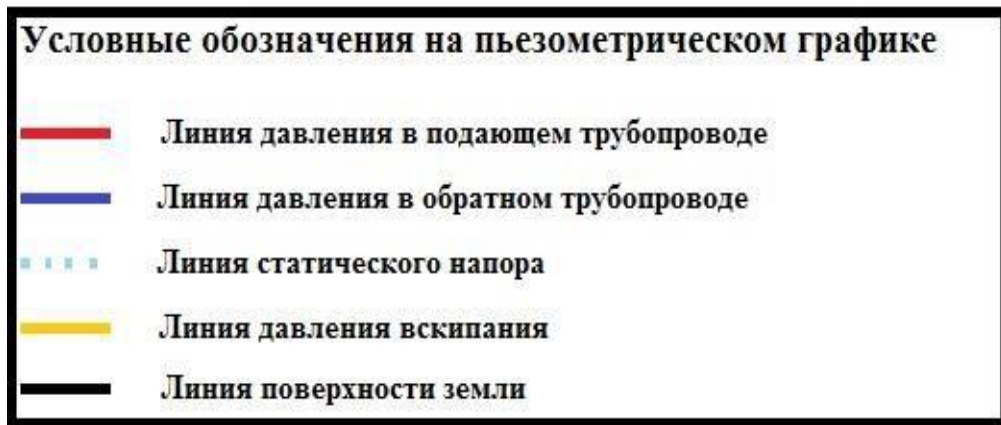 Условные обозначения на пьезометрическом графике
Линия давления в подающем трубопроводе
Линия давления в обратном трубопроводе
Линия статического напора
Линия давления вскипания
Линия поверхности земли